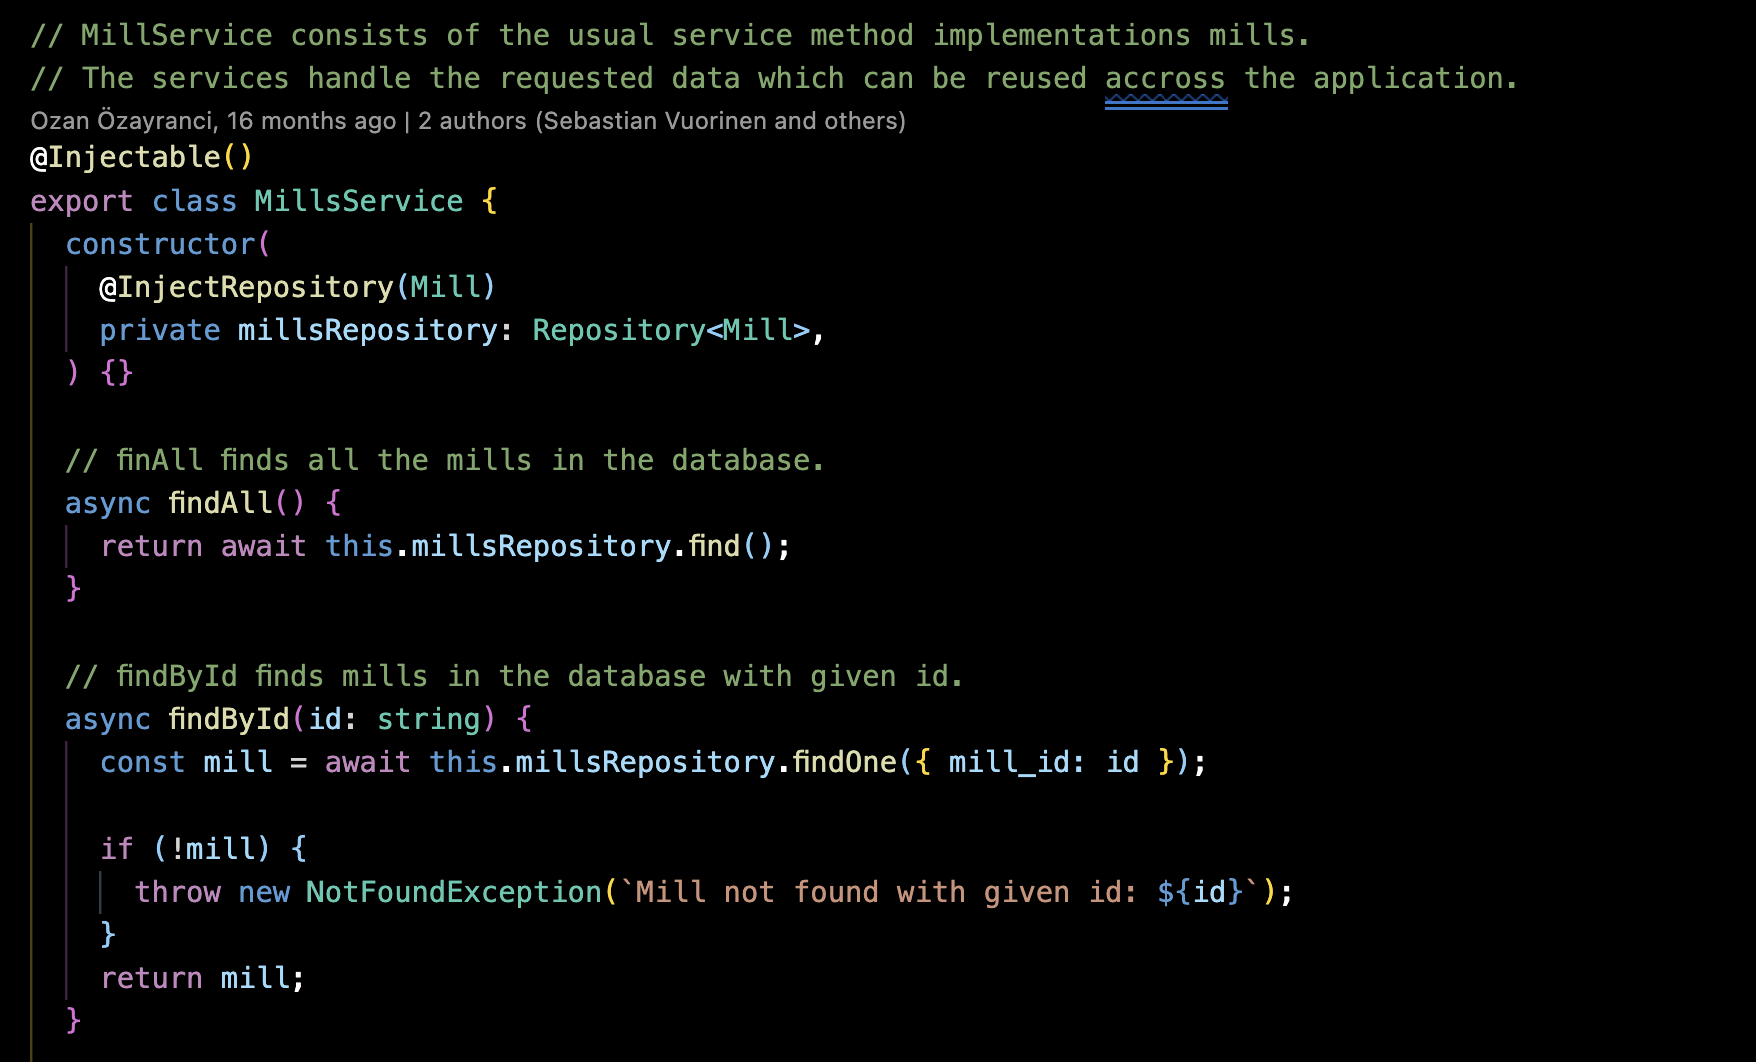 // MillService consists of the usual service method implementations mills.
// The services handle the requested data which can be reused accross the application.
Ozan Özayranci, 16 months ago | 2 authors (Sebastian Vuorinen and others)
@Injectable()
export class MillsService {
  constructor(
    @InjectRepository(Mill)
    private millsRepository: Repository<Mill>,
  ) {}

  // finAll finds all the mills in the database.
  async findAll() {
    return await this.millsRepository.find();
  }

  // findById finds mills in the database with given id.
  async findById(id: string) {
    const mill = await this.millsRepository.findOne({ mill_id: id });

    if (!mill) {
      throw new NotFoundException(`Mill not found with given id: ${id}`);
    }
    return mill;
  }